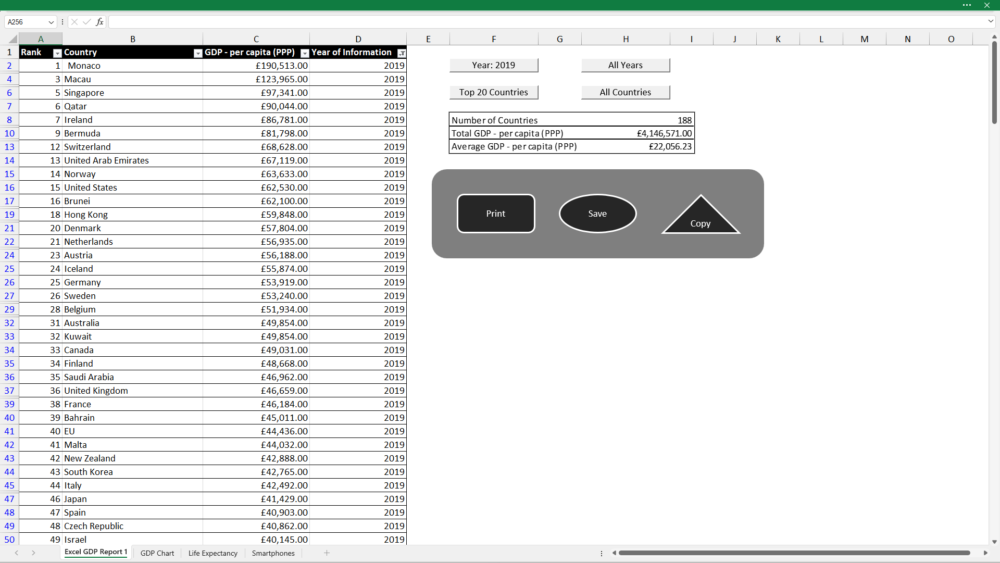 A256 fx
A B C D E F G H I J K L M N O
1 Rank Country GDP - per capita (PPP) Year of Information
2 1 Monaco £190,513.00 2019 Year: 2019 All Years
4 3 Macau £123,965.00 2019
6 5 Singapore £97,341.00 2019 Top 20 Countries All Countries
7 6 Qatar £90,044.00 2019
8 7 Ireland £86,781.00 2019 Number of Countries 188
10 9 Bermuda £81,798.00 2019 Total GDP - per capita (PPP) £4,146,571.00
13 12 Switzerland £68,628.00 2019 Average GDP - per capita (PPP) £22,056.23
14 13 United Arab Emirates £67,119.00 2019
15 14 Norway £63,633.00 2019
16 15 United States £62,530.00 2019
17 16 Brunei £62,100.00 2019
19 18 Hong Kong £59,848.00 2019 Print Save Copy
21 20 Denmark £57,804.00 2019
22 21 Netherlands £56,935.00 2019
24 23 Austria £56,188.00 2019
25 24 Iceland £55,874.00 2019
26 25 Germany £53,919.00 2019
27 26 Sweden £53,240.00 2019
29 28 Belgium £51,934.00 2019
32 31 Australia £49,854.00 2019
33 32 Kuwait £49,854.00 2019
34 33 Canada £49,031.00 2019
35 34 Finland £48,668.00 2019
36 35 Saudi Arabia £46,962.00 2019
37 36 United Kingdom £46,659.00 2019
39 38 France £46,184.00 2019
40 39 Bahrain £45,011.00 2019
41 40 EU £44,436.00 2019
42 41 Malta £44,032.00 2019
43 42 New Zealand £42,888.00 2019
44 43 South Korea £42,765.00 2019
45 44 Italy £42,492.00 2019
47 46 Japan £41,429.00 2019
48 47 Spain £40,903.00 2019
49 48 Czech Republic £40,862.00 2019
50 49 Israel £40,145.00 2019
Excel GDP Report 1 GDP Chart Life Expectancy Smartphones